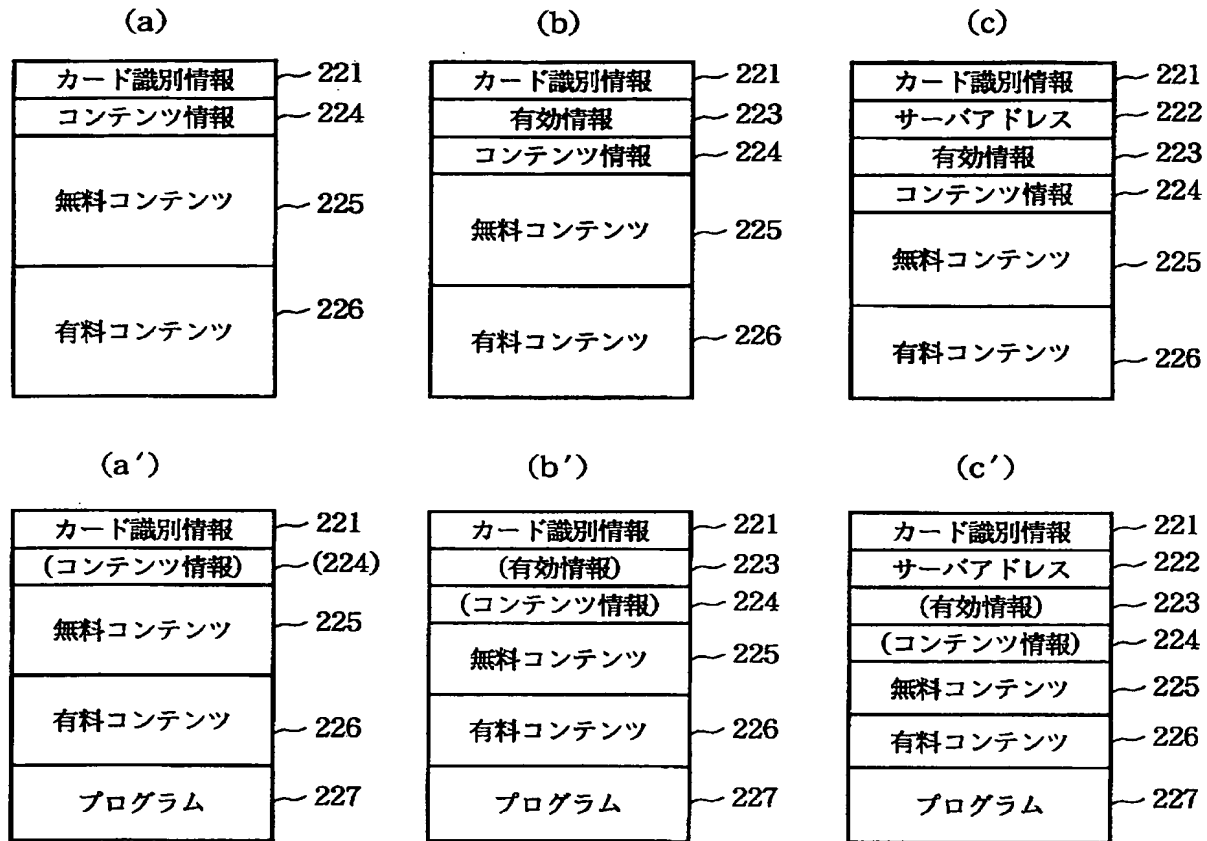 (a)
カード識別情報 221
コンテンツ情報 224
無料コンテンツ 225
有料コンテンツ 226
(b)
カード識別情報 221
有効情報 223
コンテンツ情報 224
無料コンテンツ 225
有料コンテンツ 226
(c)
カード識別情報 221
サーバアドレス 222
有効情報 223
コンテンツ情報 224
無料コンテンツ 225
有料コンテンツ 226
(a′)
カード識別情報 221
(コンテンツ情報) (224)
無料コンテンツ 225
有料コンテンツ 226
プログラム 227
(b′)
カード識別情報 221
(有効情報) 223
(コンテンツ情報) 224
無料コンテンツ 225
有料コンテンツ 226
プログラム 227
(c′)
カード識別情報 221
サーバアドレス 222
(有効情報) 223
(コンテンツ情報) 224
無料コンテンツ 225
有料コンテンツ 226
プログラム 227